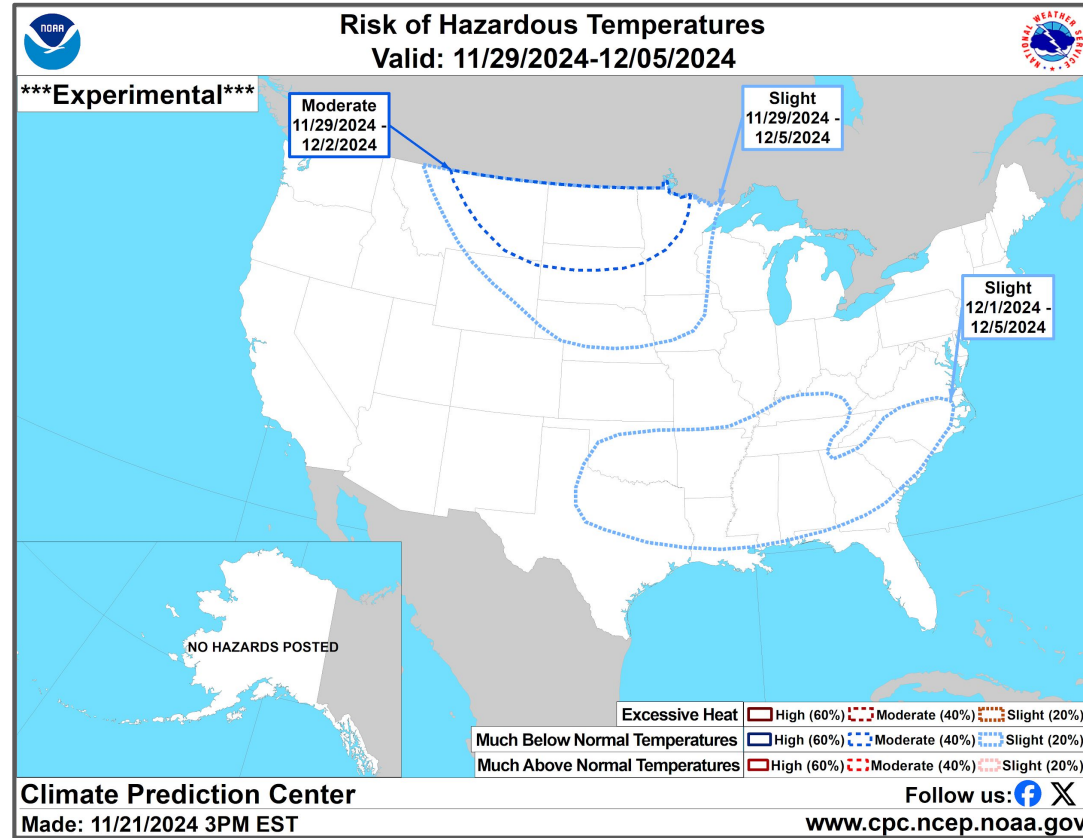 Risk of Hazardous Temperatures
Valid: 11/29/2024-12/05/2024
NOAA
NATIONAL WEATHER SERVICE
***Experimental***
Moderate
11/29/2024 -
12/2/2024
Slight
11/29/2024 -
12/5/2024
Slight
12/1/2024 -
12/5/2024
NO HAZARDS POSTED
Excessive Heat High (60%) Moderate (40%) Slight (20%)
Much Below Normal Temperatures High (60%) Moderate (40%) Slight (20%)
Much Above Normal Temperatures High (60%) Moderate (40%) Slight (20%)
Climate Prediction Center
Follow us:
Made: 11/21/2024 3PM EST
www.cpc.ncep.noaa.gov